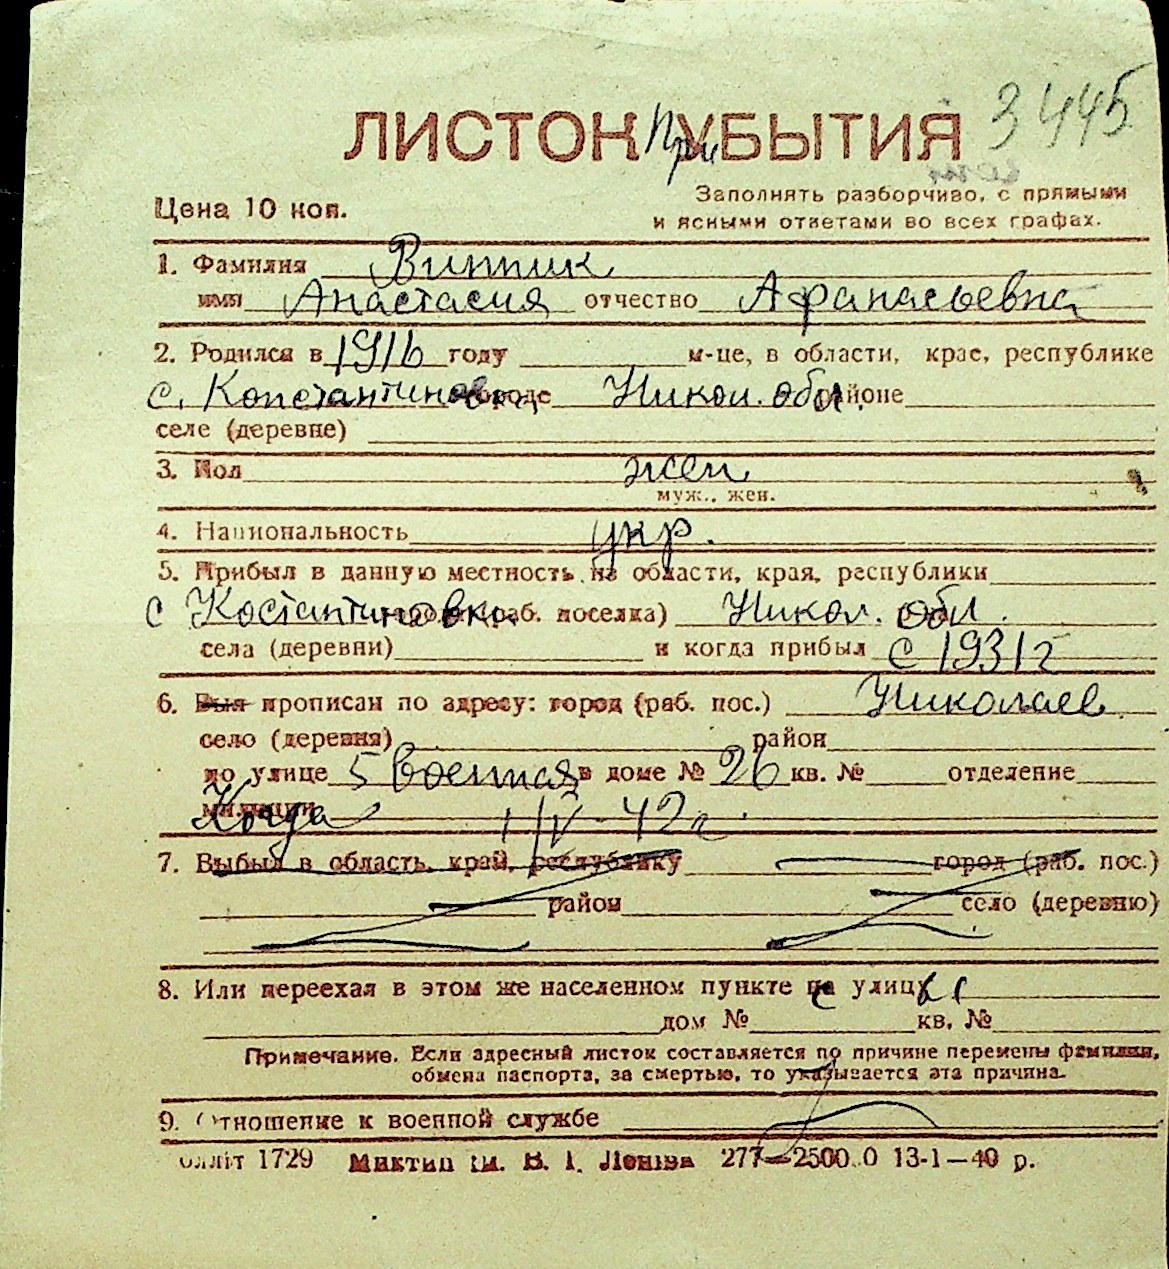 ЛИСТОК При УБЫТИЯ 3445
Цена 10 коп.
Заполнять разборчиво, с прямыми
и ясными ответами во всех графах.
1. Фамилия Винник
имя Анастасия отчество Афанасьевна
2. Родился в 1916 году м-це, в области, крае, республике
с. Константиновка городе Никол. обл. районе
селе (деревне)
3. Пол жен
муж., жен.
4. Национальность укр.
5. Прибыл в данную местность из области, края, республики
с Костантиновка города (раб. поселка) Никол. обл.
села (деревни) и когда прибыл с 1931 г
6. Был прописан по адресу: город (раб. пос.) Николаев
село (деревня) район
по улице 5 Военная в доме № 26 кв. № отделение
милиции Когда 1/IV-42 г.
7. Выбыл в область, край, республику город (раб. пос.)
район село (деревню)
8. Или переехал в этом же населенном пункте на улицу
дом № кв. №
Примечание. Если адресный листок составляется по причине перемены фамилии,
обмена паспорта, за смертью, то указывается эта причина.
9. Отношение к военной службе
1729 Миктип ім. В. І. Леніна 277—2500 0 13-1—40 р.